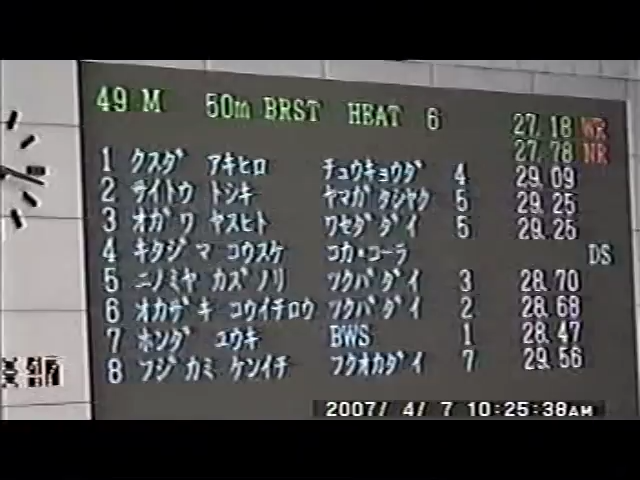 49 M 50m BRST HEAT 6 27.18 WR
27.78 NR
1 クスダ アキヒロ チュウキョウダ 4 29.09
2 サイトウ トシキ ヤマガタシヤク 5 29.25
3 オガワ ヤスヒト ワセダダイ 5 29.25
4 キタジマ コウスケ コカ・コーラ DS
5 ニノミヤ カズノリ ツクバダイ 3 28.70
6 オカザキ コウイチロウ ツクバダイ 2 28.68
7 ホンダ ユウキ BWS 1 28.47
8 フジカミ ケンイチ フクオカダイ 7 29.56
2007/ 4/ 7 10:25:38AM